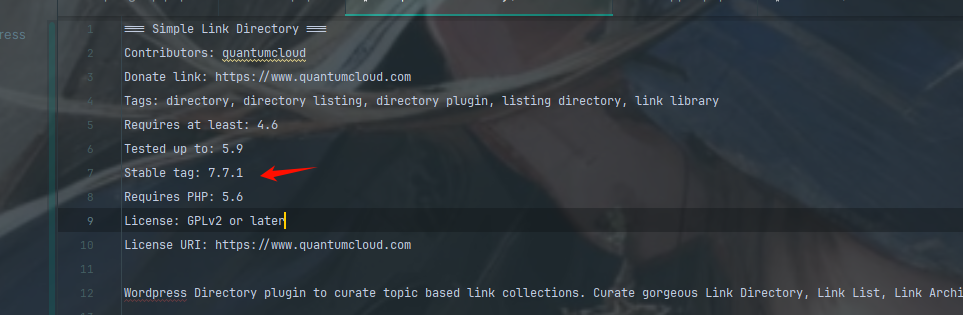 ress
1 === Simple Link Directory ===
2 Contributors: quantumcloud
3 Donate link: https://www.quantumcloud.com
4 Tags: directory, directory listing, directory plugin, listing directory, link library
5 Requires at least: 4.6
6 Tested up to: 5.9
7 Stable tag: 7.7.1
8 Requires PHP: 5.6
9 License: GPLv2 or later
10 License URI: https://www.quantumcloud.com
11
12 Wordpress Directory plugin to curate topic based link collections. Curate gorgeous Link Directory, Link List, Link Archi